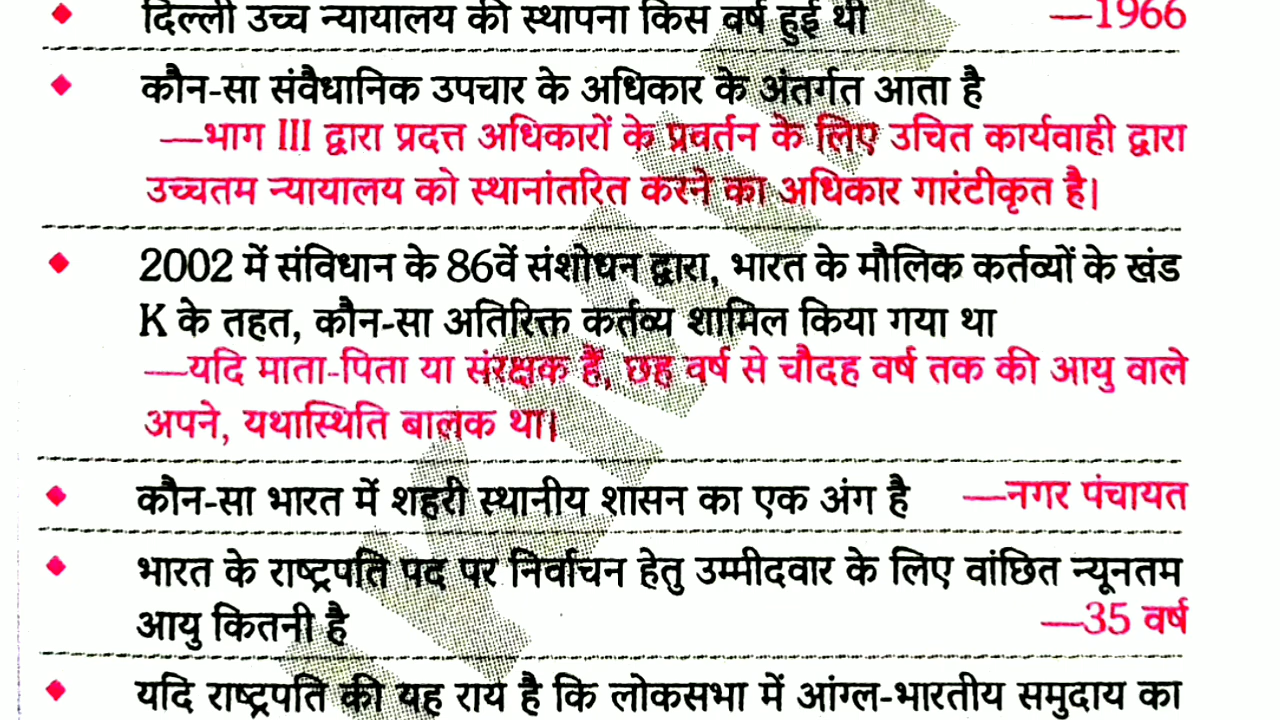 ♦ दिल्ली उच्च न्यायालय की स्थापना किस वर्ष हुई थी —1966
♦ कौन-सा संवैधानिक उपचार के अधिकार के अंतर्गत आता है
—भाग III द्वारा प्रदत्त अधिकारों के प्रवर्तन के लिए उचित कार्यवाही द्वारा
उच्चतम न्यायालय को स्थानांतरित करने का अधिकार गारंटीकृत है।
♦ 2002 में संविधान के 86वें संशोधन द्वारा, भारत के मौलिक कर्तव्यों के खंड
K के तहत, कौन-सा अतिरिक्त कर्तव्य शामिल किया गया था
—यदि माता-पिता या संरक्षक हैं, छह वर्ष से चौदह वर्ष तक की आयु वाले
अपने, यथास्थिति बालक था।
♦ कौन-सा भारत में शहरी स्थानीय शासन का एक अंग है —नगर पंचायत
♦ भारत के राष्ट्रपति पद पर निर्वाचन हेतु उम्मीदवार के लिए वांछित न्यूनतम
आयु कितनी है —35 वर्ष
♦ यदि राष्ट्रपति की यह राय है कि लोकसभा में आंग्ल-भारतीय समुदाय का